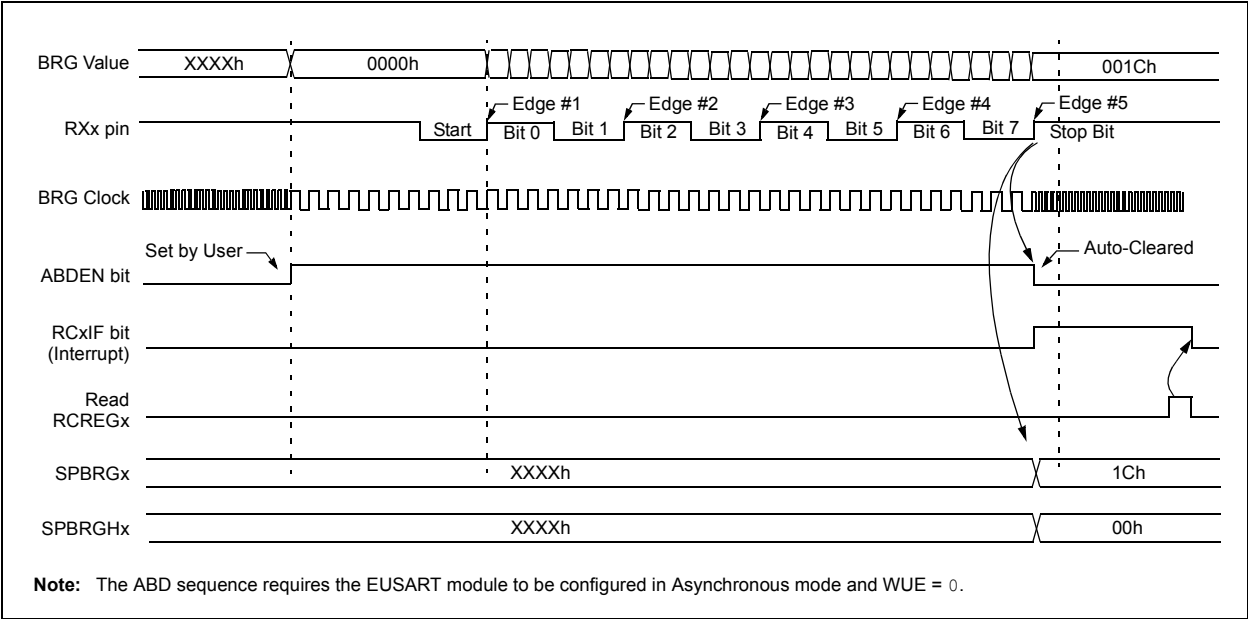 BRG Value XXXXh 0000h 001Ch
Edge #1 Edge #2 Edge #3 Edge #4 Edge #5
RXx pin Start Bit 0 Bit 1 Bit 2 Bit 3 Bit 4 Bit 5 Bit 6 Bit 7 Stop Bit
BRG Clock
Set by User Auto-Cleared
ABDEN bit
RCxIF bit
(Interrupt)
Read
RCREGx
SPBRGx XXXXh 1Ch
SPBRGHx XXXXh 00h
Note: The ABD sequence requires the EUSART module to be configured in Asynchronous mode and WUE = 0.